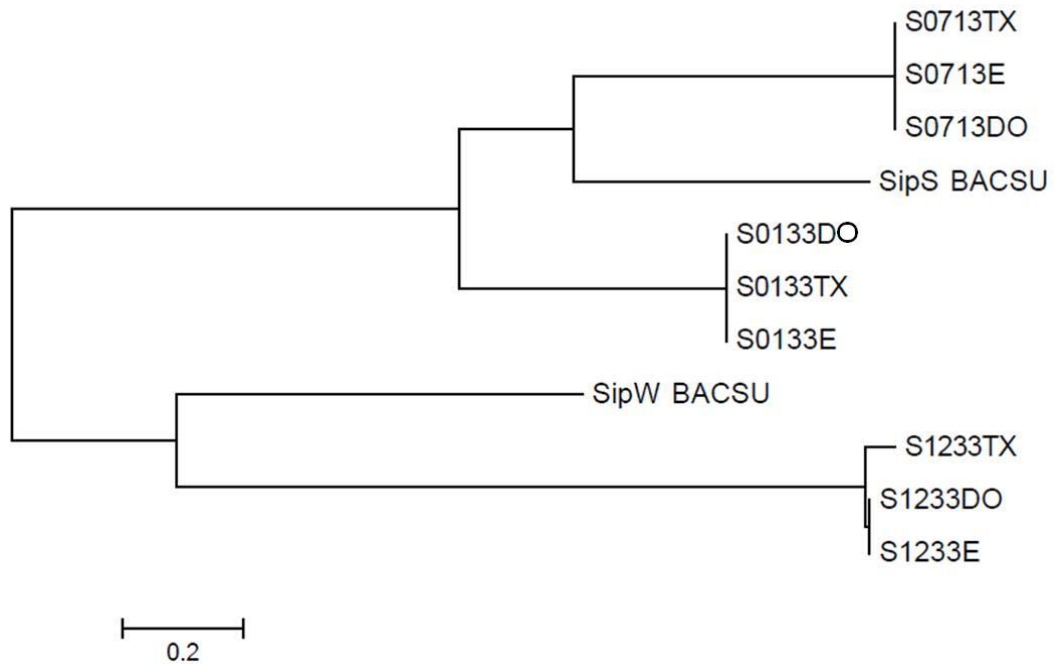 S0713TX
S0713E
S0713DO
SipS BACSU
S0133DO
S0133TX
S0133E
SipW BACSU
S1233TX
S1233DO
S1233E
0.2